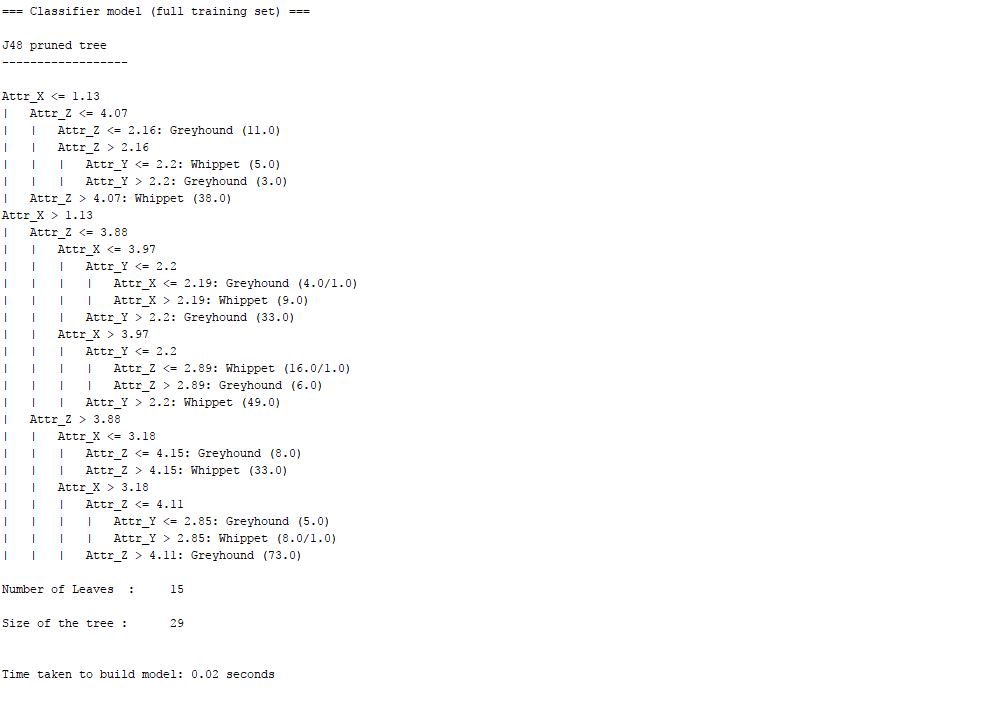 === Classifier model (full training set) ===
J48 pruned tree
------------------
Attr_X <= 1.13
|   Attr_Z <= 4.07
|   |   Attr_Z <= 2.16: Greyhound (11.0)
|   |   Attr_Z > 2.16
|   |   |   Attr_Y <= 2.2: Whippet (5.0)
|   |   |   Attr_Y > 2.2: Greyhound (3.0)
|   Attr_Z > 4.07: Whippet (38.0)
Attr_X > 1.13
|   Attr_Z <= 3.88
|   |   Attr_X <= 3.97
|   |   |   Attr_Y <= 2.2
|   |   |   |   Attr_X <= 2.19: Greyhound (4.0/1.0)
|   |   |   |   Attr_X > 2.19: Whippet (9.0)
|   |   |   Attr_Y > 2.2: Greyhound (33.0)
|   |   Attr_X > 3.97
|   |   |   Attr_Y <= 2.2
|   |   |   |   Attr_Z <= 2.89: Whippet (16.0/1.0)
|   |   |   |   Attr_Z > 2.89: Greyhound (6.0)
|   |   |   Attr_Y > 2.2: Whippet (49.0)
|   Attr_Z > 3.88
|   |   Attr_X <= 3.18
|   |   |   Attr_Z <= 4.15: Greyhound (8.0)
|   |   |   Attr_Z > 4.15: Whippet (33.0)
|   |   Attr_X > 3.18
|   |   |   Attr_Z <= 4.11
|   |   |   |   Attr_Y <= 2.85: Greyhound (5.0)
|   |   |   |   Attr_Y > 2.85: Whippet (8.0/1.0)
|   |   |   Attr_Z > 4.11: Greyhound (73.0)
Number of Leaves  :     15
Size of the tree :      29
Time taken to build model: 0.02 seconds